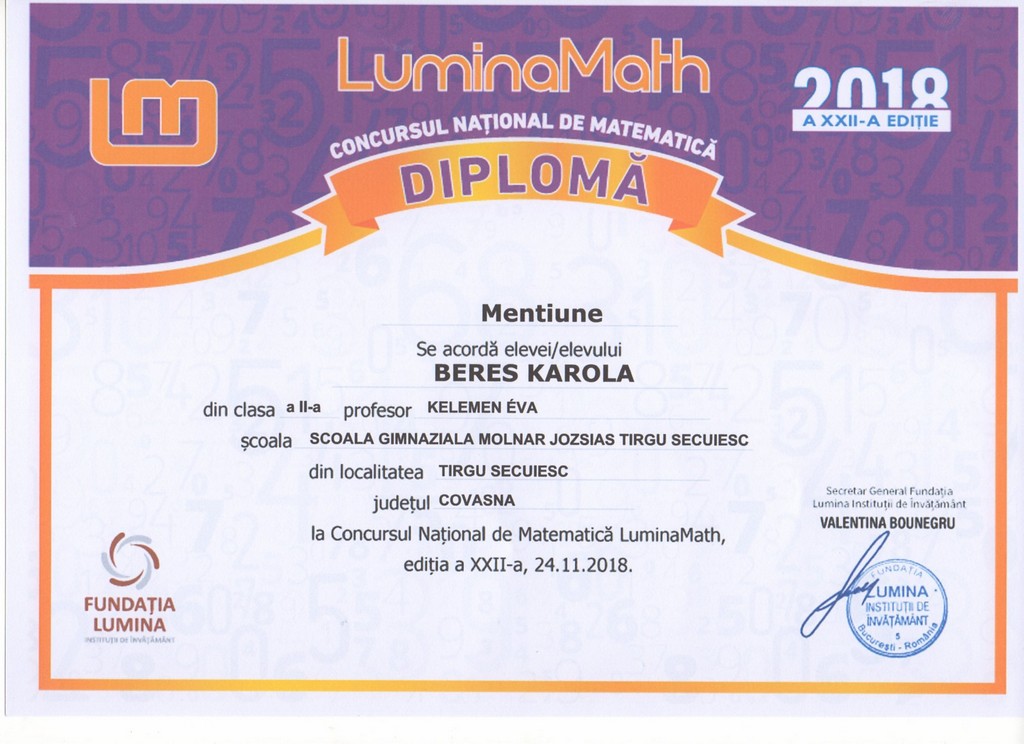 LuminaMath
CONCURSUL NAȚIONAL DE MATEMATICĂ
DIPLOMĂ
LM
2018
A XXII-A EDIȚIE
Mentiune
Se acordă elevei/elevului
BERES KAROLA
din clasa a II-a profesor KELEMEN ÉVA
școala SCOALA GIMNAZIALA MOLNAR JOZSIAS TIRGU SECUIESC
din localitatea TIRGU SECUIESC
județul COVASNA
la Concursul Național de Matematică LuminaMath,
ediția a XXII-a, 24.11.2018.
Secretar General Fundația
Lumina Instituții de Învățământ
VALENTINA BOUNEGRU
FUNDAȚIA
LUMINA
INSTITUȚII DE ÎNVĂȚĂMÂNT
5
București - România
FUNDAȚIA
LUMINA
INSTITUȚII DE ÎNVĂȚĂMÂNT